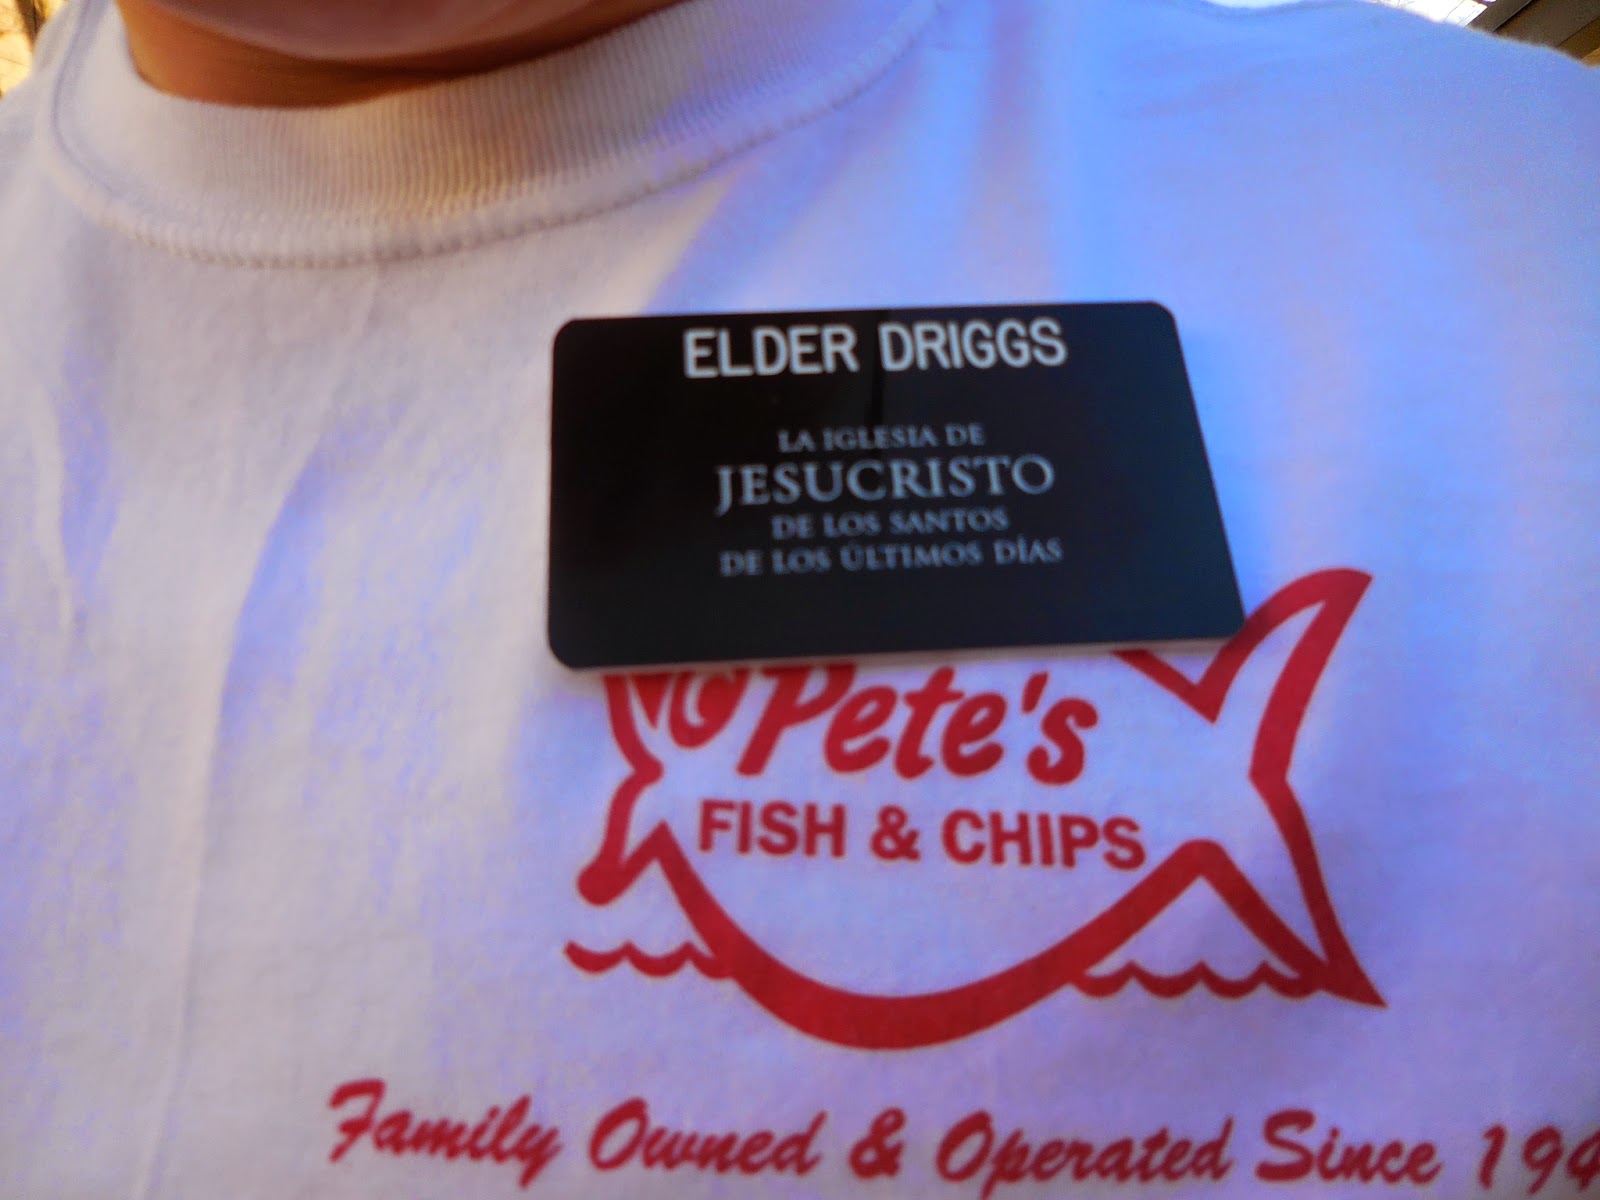 ELDER DRIGGS
LA IGLESIA DE
JESUCRISTO
DE LOS SANTOS
DE LOS ÚLTIMOS DÍAS
Pete's
FISH & CHIPS
Family Owned & Operated Since 194